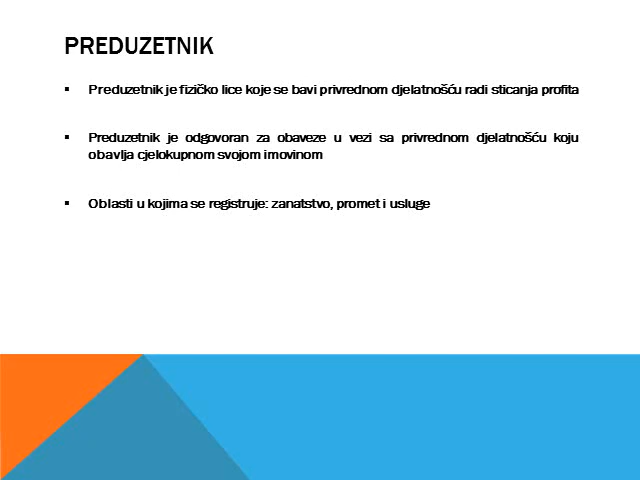 PREDUZETNIK
▪ Preduzetnik je fizičko lice koje se bavi privrednom djelatnošću radi sticanja profita
▪ Preduzetnik je odgovoran za obaveze u vezi sa privrednom djelatnošću koju
obavlja cjelokupnom svojom imovinom
▪ Oblasti u kojima se registruje: zanatstvo, promet i usluge